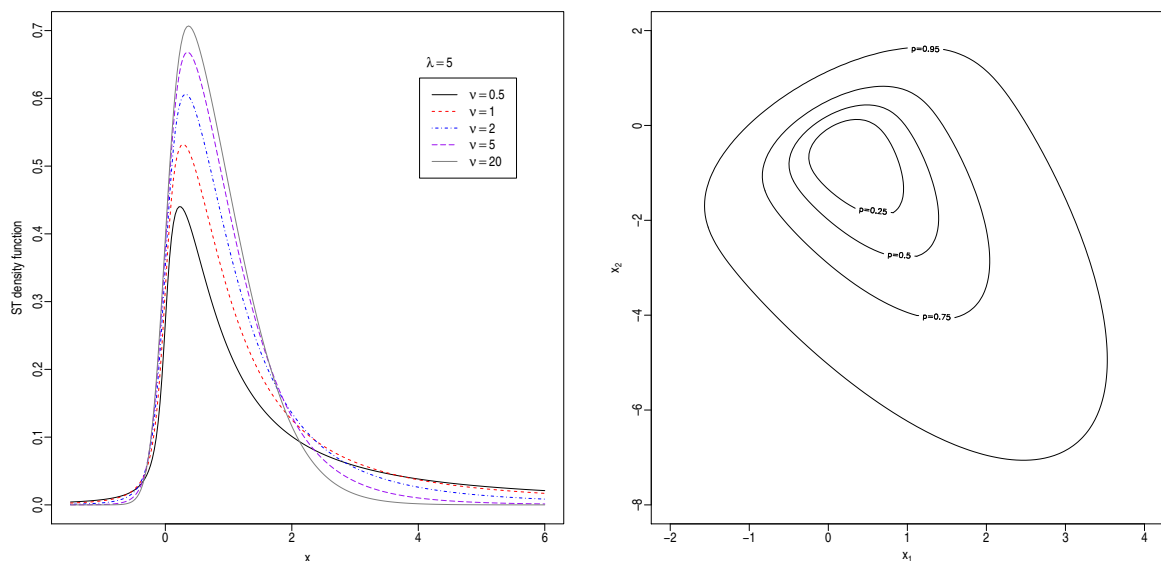 ST density function
0.0
0.1
0.2
0.3
0.4
0.5
0.6
0.7
λ = 5
ν = 0.5
ν = 1
ν = 2
ν = 5
ν = 20
0
2
4
6
x
x₂
2
0
−2
−4
−6
−8
p=0.95
p=0.25
p=0.5
p=0.75
−2
−1
0
1
2
3
4
x₁